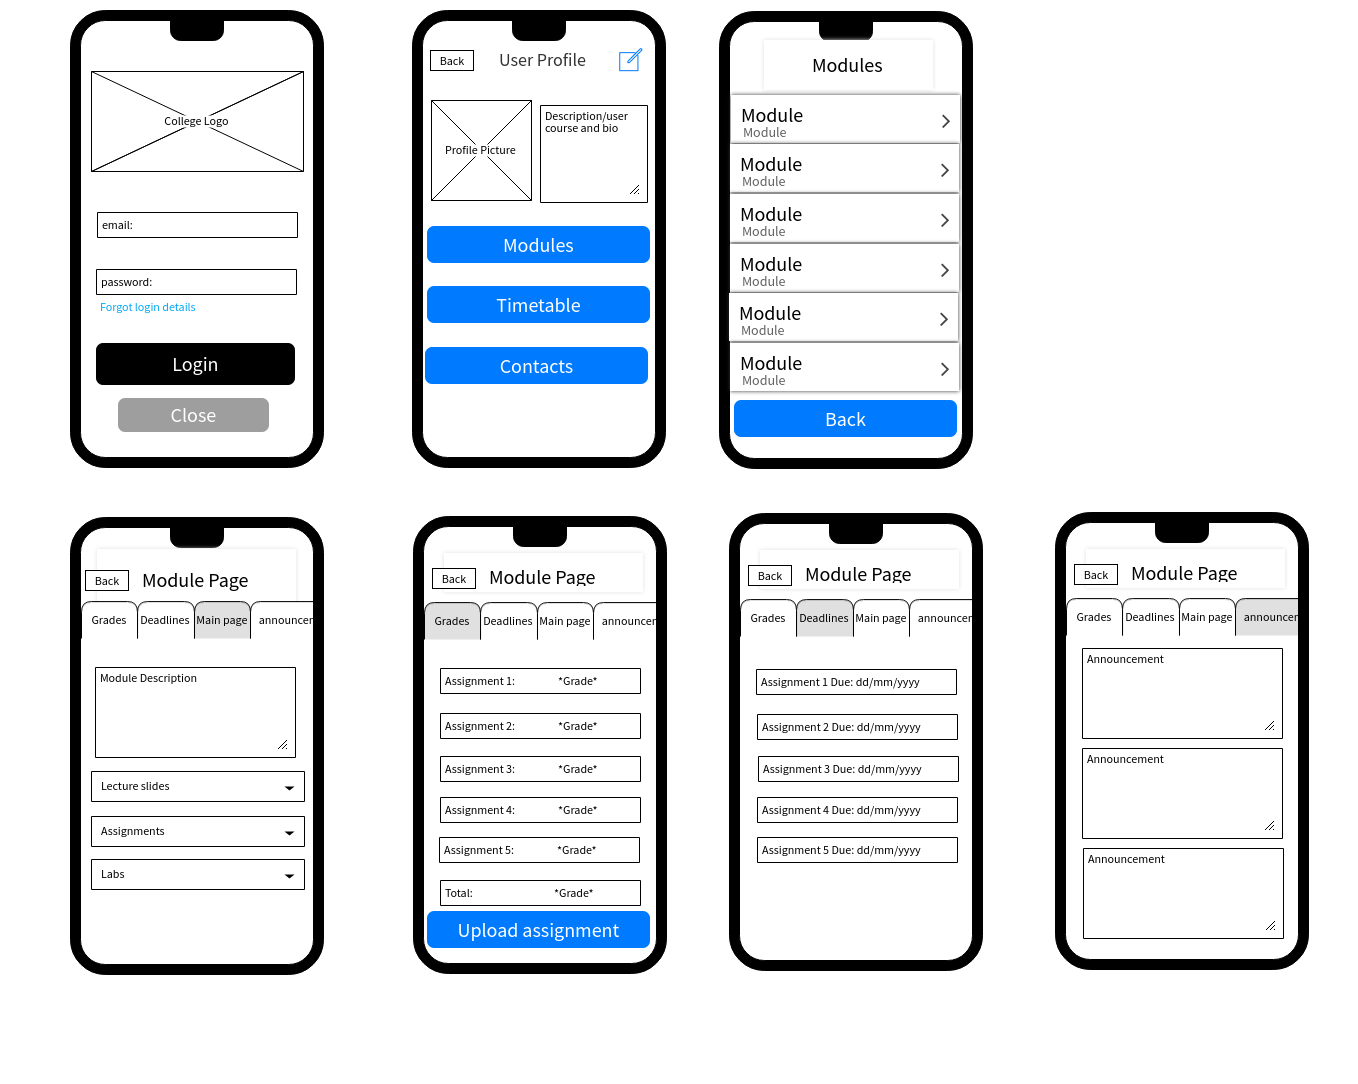 College Logo
email:
password:
Forgot login details
Login
Close
Back
User Profile
Profile Picture
Description/user
course and bio
Modules
Timetable
Contacts
Modules
Module
Module
Module
Module
Module
Module
Module
Module
Module
Module
Module
Module
Back
Back
Module Page
Grades
Deadlines
Main page
announcer
Module Description
Lecture slides
Assignments
Labs
Back
Module Page
Grades
Deadlines
Main page
announcer
Assignment 1: *Grade*
Assignment 2: *Grade*
Assignment 3: *Grade*
Assignment 4: *Grade*
Assignment 5: *Grade*
Total: *Grade*
Upload assignment
Back
Module Page
Grades
Deadlines
Main page
announcer
Assignment 1 Due: dd/mm/yyyy
Assignment 2 Due: dd/mm/yyyy
Assignment 3 Due: dd/mm/yyyy
Assignment 4 Due: dd/mm/yyyy
Assignment 5 Due: dd/mm/yyyy
Back
Module Page
Grades
Deadlines
Main page
announcer
Announcement
Announcement
Announcement